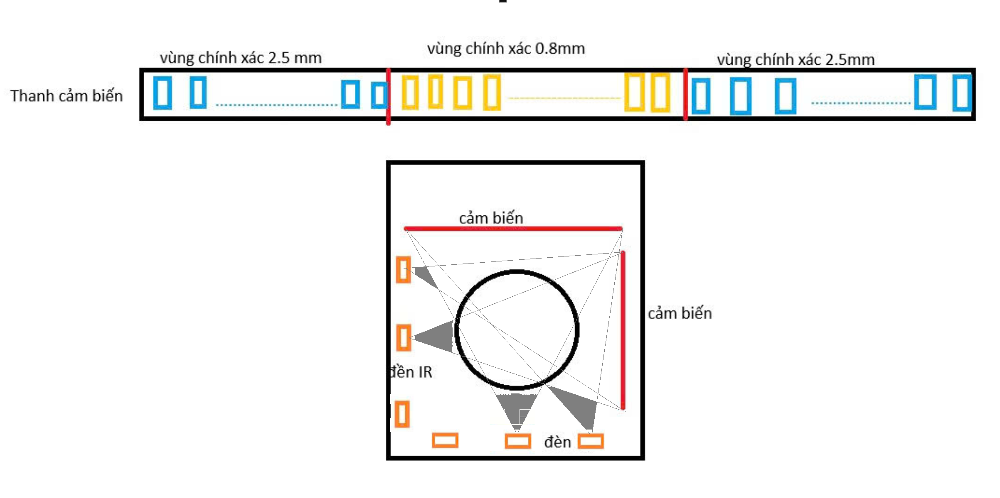 vùng chính xác 0.8mm
vùng chính xác 2.5 mm
vùng chính xác 2.5mm
Thanh cảm biến
cảm biến
cảm biến
đền IR
đèn